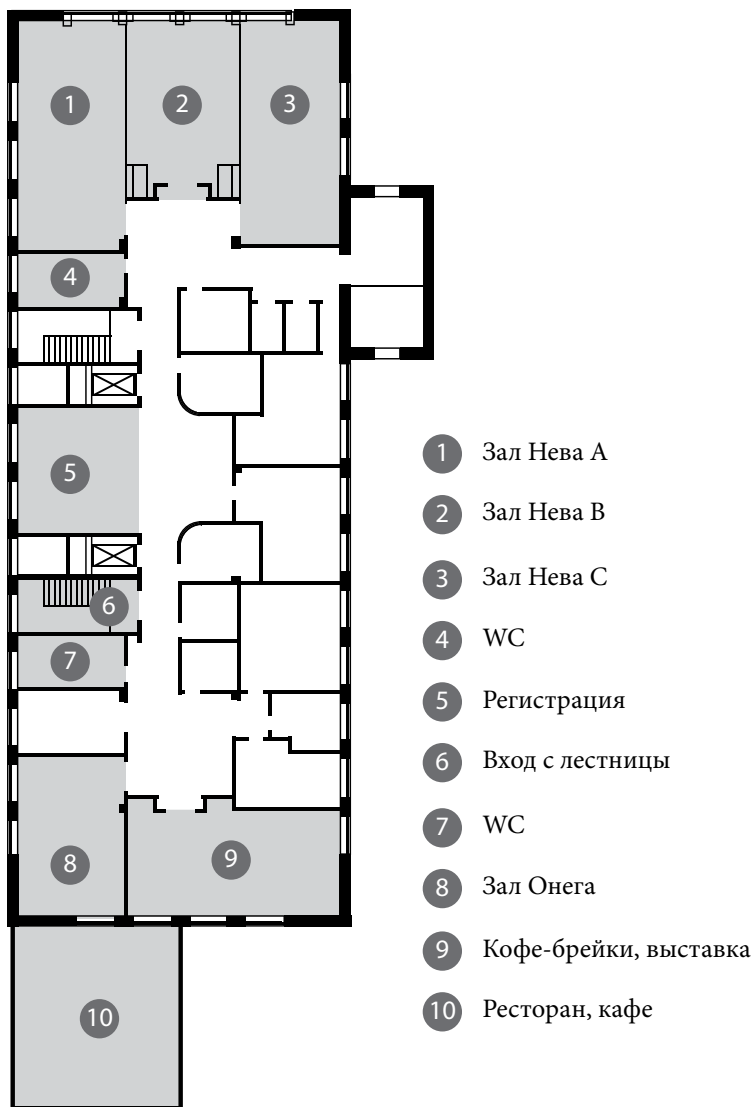 1
2
3
4
5
6
7
8
9
10
1 Зал Нева A
2 Зал Нева B
3 Зал Нева C
4 WC
5 Регистрация
6 Вход с лестницы
7 WC
8 Зал Онега
9 Кофе-брейки, выставка
10 Ресторан, кафе